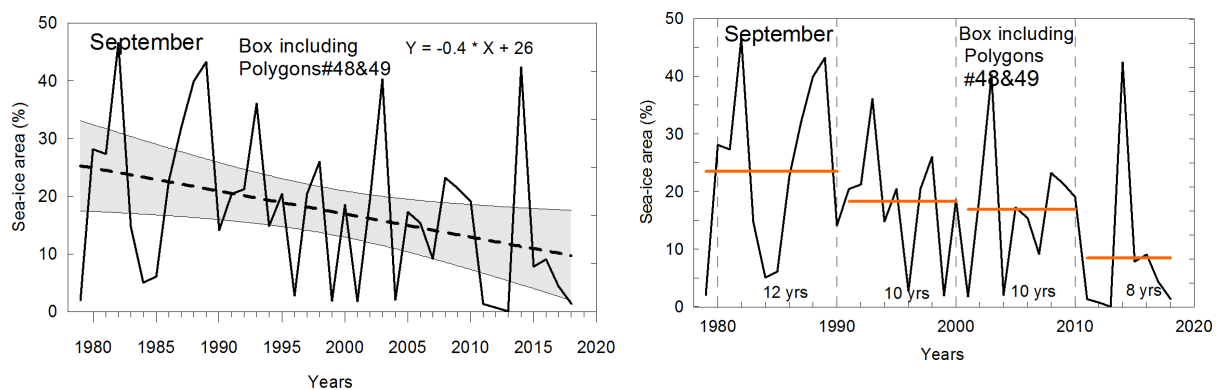 September
Box including
Polygons#48&49
Y = -0.4 * X + 26
Sea-ice area (%)
50
40
30
20
10
0
1980 1985 1990 1995 2000 2005 2010 2015 2020
Years
September
Box including
Polygons
#48&49
Sea-ice area (%)
50
40
30
20
10
0
12 yrs
10 yrs
10 yrs
8 yrs
1980 1990 2000 2010 2020
Years